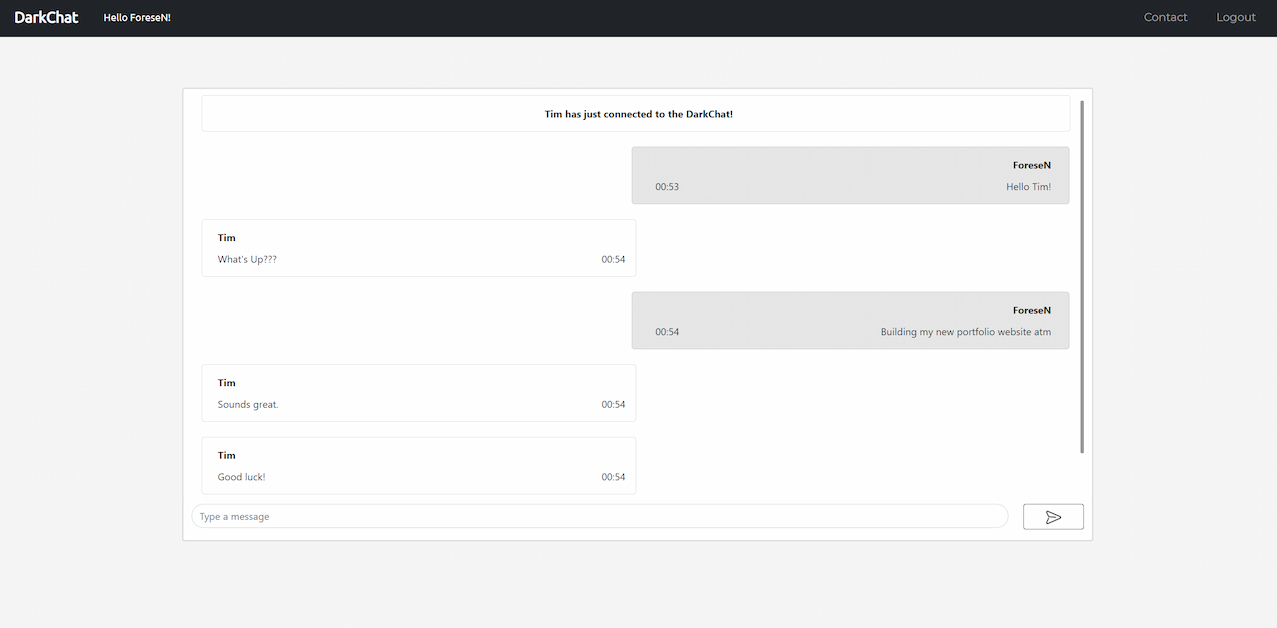 DarkChat Hello ForeseN! Contact Logout
Tim has just connected to the DarkChat!
ForeseN
00:53 Hello Tim!
Tim
What's Up??? 00:54
ForeseN
00:54 Building my new portfolio website atm
Tim
Sounds great. 00:54
Tim
Good luck! 00:54
Type a message